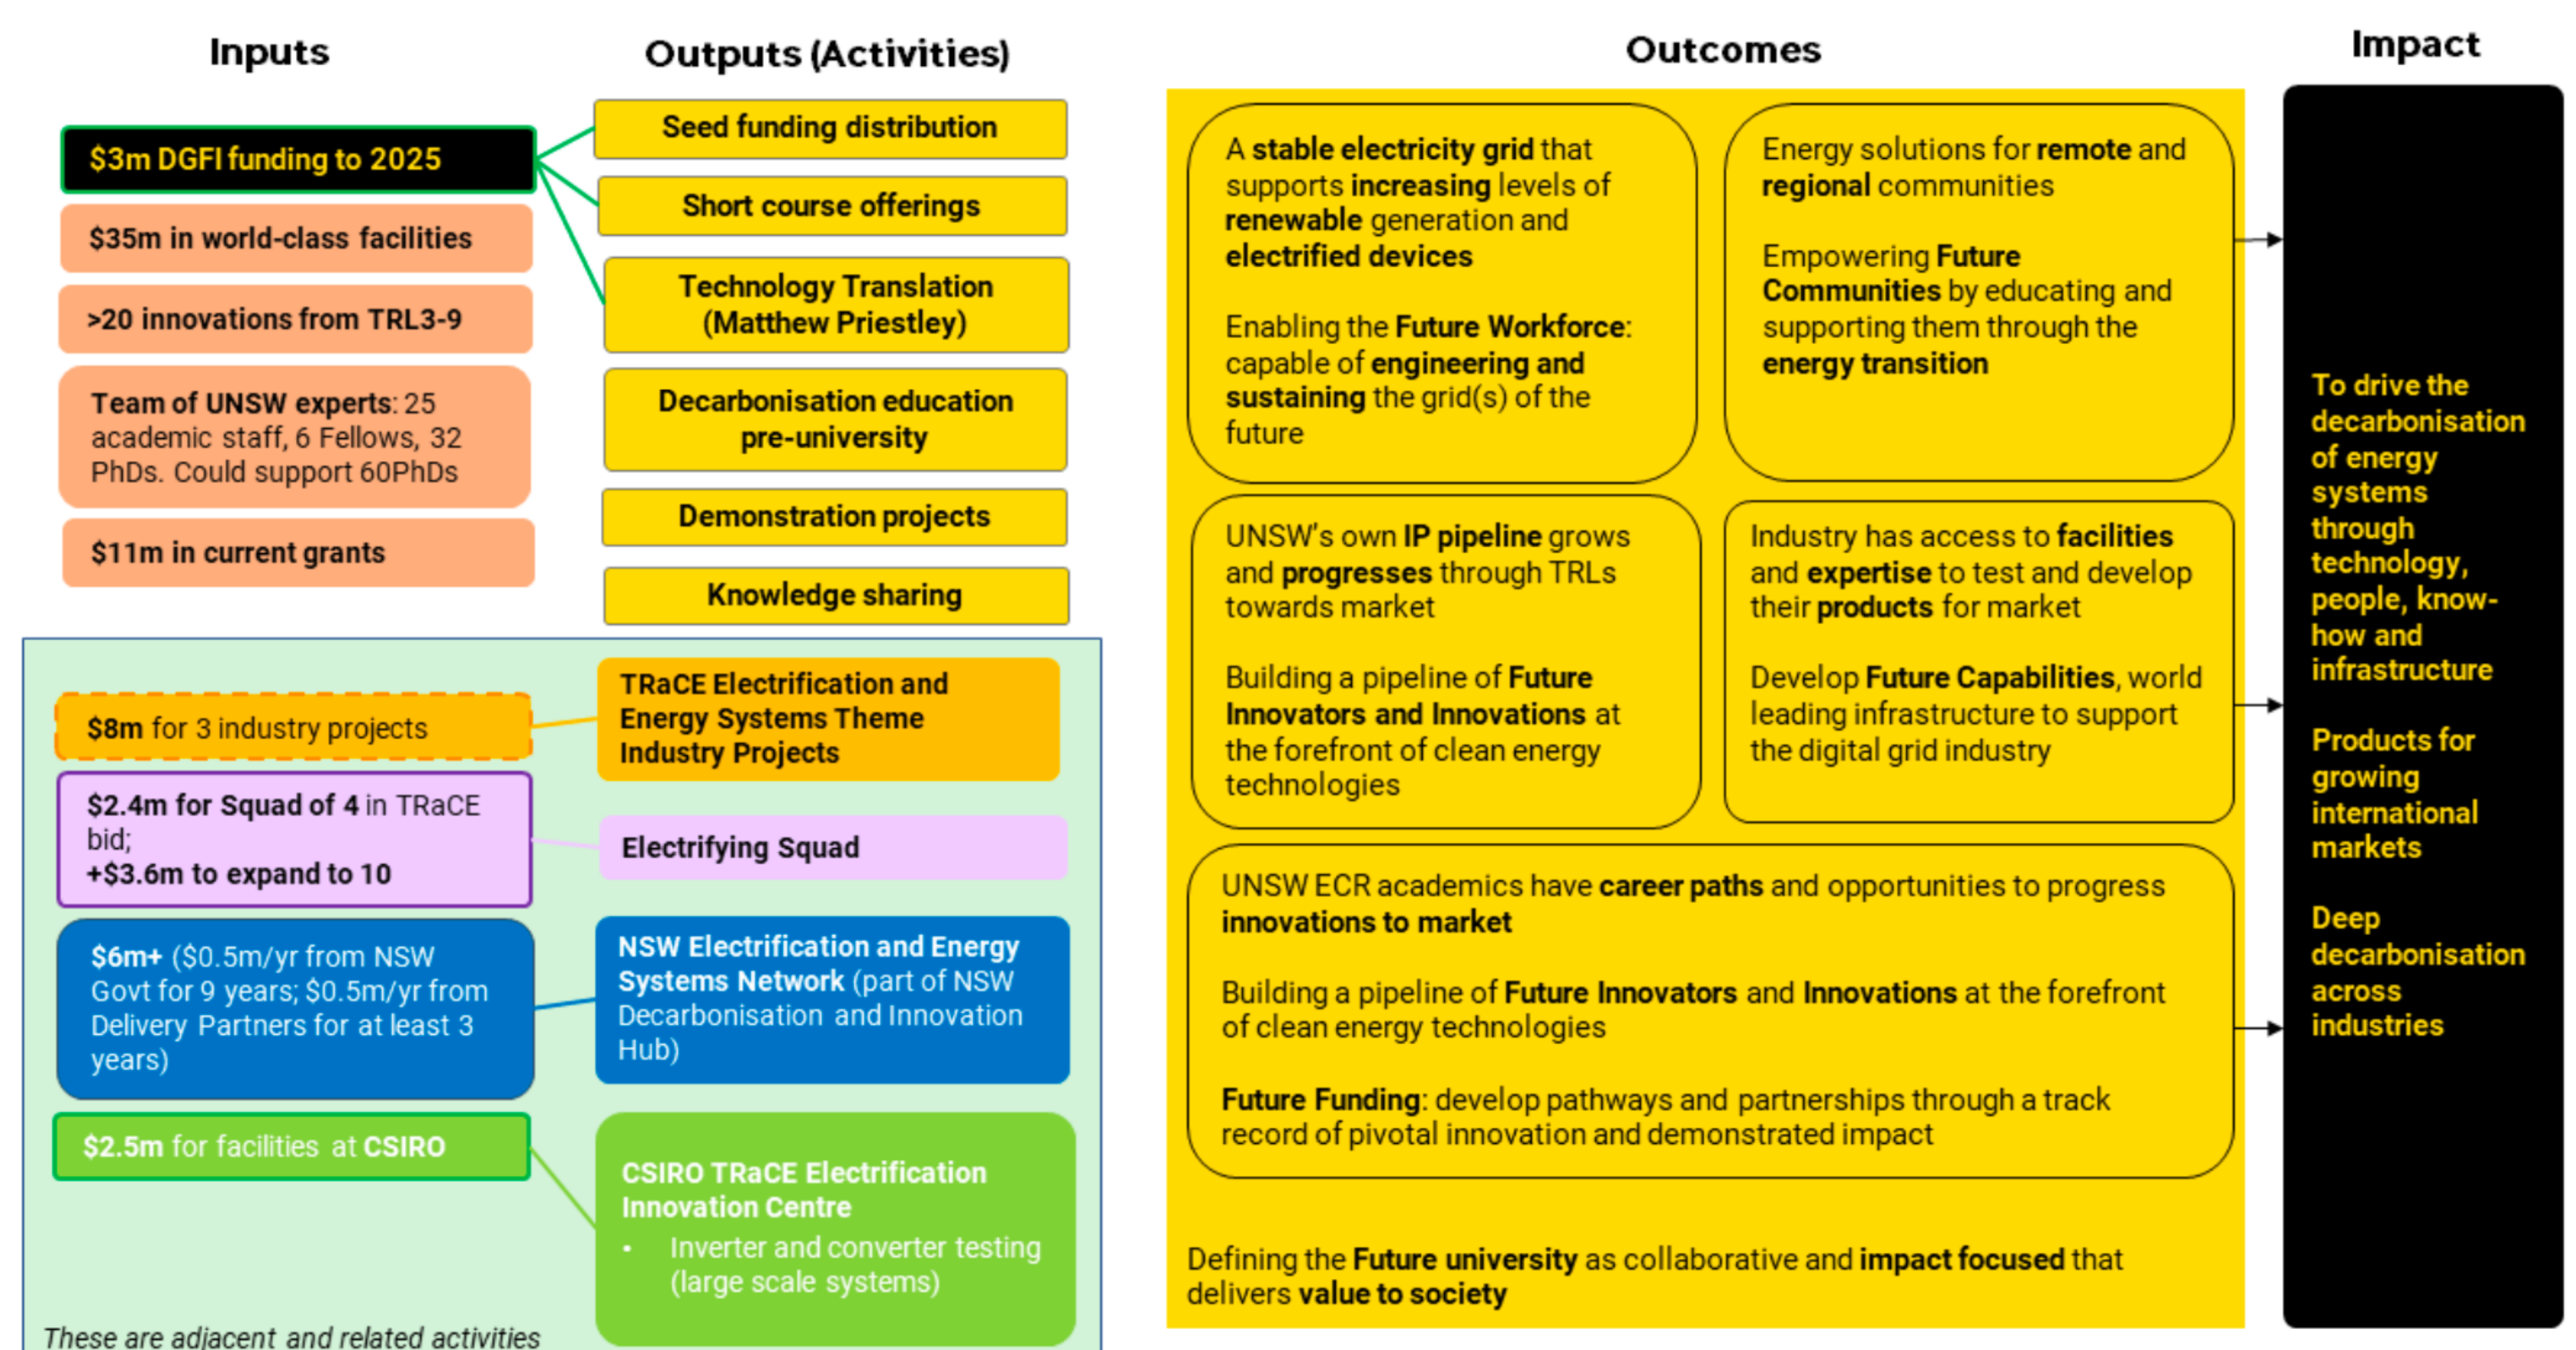 Inputs
Outputs (Activities)
Outcomes
Impact
$3m DGFI funding to 2025
$35m in world-class facilities
>20 innovations from TRL3-9
Team of UNSW experts: 25
academic staff, 6 Fellows, 32
PhDs. Could support 60PhDs
$11m in current grants
Seed funding distribution
Short course offerings
Technology Translation
(Matthew Priestley)
Decarbonisation education
pre-university
Demonstration projects
Knowledge sharing
$8m for 3 industry projects
TRaCE Electrification and
Energy Systems Theme
Industry Projects
$2.4m for Squad of 4 in TRaCE
bid;
+$3.6m to expand to 10
Electrifying Squad
$6m+ ($0.5m/yr from NSW
Govt for 9 years; $0.5m/yr from
Delivery Partners for at least 3
years)
NSW Electrification and Energy
Systems Network (part of NSW
Decarbonisation and Innovation
Hub)
$2.5m for facilities at CSIRO
CSIRO TRaCE Electrification
Innovation Centre
• Inverter and converter testing
(large scale systems)
These are adjacent and related activities
A stable electricity grid that
supports increasing levels of
renewable generation and
electrified devices
Enabling the Future Workforce:
capable of engineering and
sustaining the grid(s) of the
future
Energy solutions for remote and
regional communities
Empowering Future
Communities by educating and
supporting them through the
energy transition
UNSW's own IP pipeline grows
and progresses through TRLs
towards market
Building a pipeline of Future
Innovators and Innovations at
the forefront of clean energy
technologies
Industry has access to facilities
and expertise to test and develop
their products for market
Develop Future Capabilities, world
leading infrastructure to support
the digital grid industry
UNSW ECR academics have career paths and opportunities to progress
innovations to market
Building a pipeline of Future Innovators and Innovations at the forefront
of clean energy technologies
Future Funding: develop pathways and partnerships through a track
record of pivotal innovation and demonstrated impact
Defining the Future university as collaborative and impact focused that
delivers value to society
To drive the
decarbonisation
of energy
systems
through
technology,
people, know-
how and
infrastructure
Products for
growing
international
markets
Deep
decarbonisation
across
industries